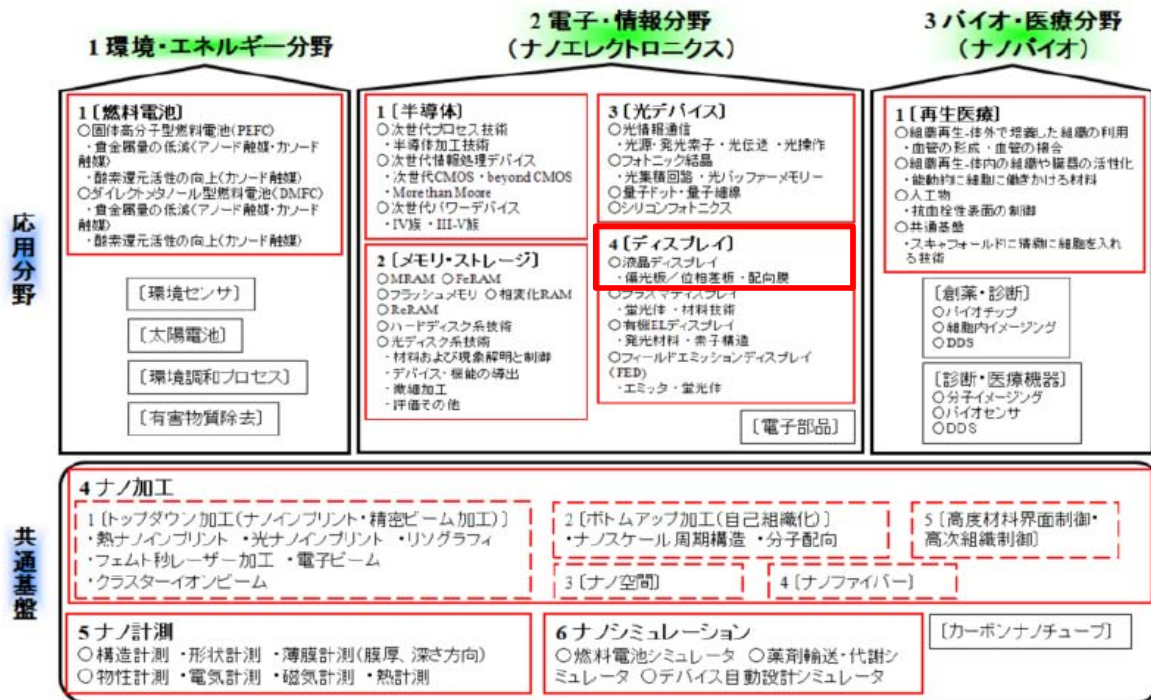 1 環境・エネルギー分野
2 電子・情報分野
(ナノエレクトロニクス)
3 バイオ・医療分野
(ナノバイオ)
応用分野
1 [燃料電池]
○固体高分子型燃料電池(PEFC)
・貴金属量の低減(アノード触媒・カソード
触媒)
・酸素還元活性の向上(カソード触媒)
○ダイレクトメタノール型燃料電池(DMFC)
・貴金属量の低減(アノード触媒・カソード
触媒)
・酸素還元活性の向上(カソード触媒)
[環境センサ]
[太陽電池]
[環境調和プロセス]
[有害物質除去]
1 [半導体]
○次世代プロセス技術
・半導体加工技術
○次世代情報処理デバイス
・次世代CMOS・beyond CMOS
・More than Moore
○次世代パワーデバイス
・IV族 ・III-V族
2 [メモリ・ストレージ]
○MRAM ○FeRAM
○フラッシュメモリ ○相変化RAM
○ReRAM
○ハードディスク系技術
○光ディスク系技術
・材料および現象解明と制御
・デバイス・機能の導出
・微細加工
・評価その他
3 [光デバイス]
○光情報通信
・光源・発光素子・光伝送・光操作
○フォトニック結晶
・光集積回路・光バッファーメモリー
○量子ドット・量子細線
○シリコンフォトニクス
4 [ディスプレイ]
○液晶ディスプレイ
・偏光板/位相差板・配向膜
○プラズマディスプレイ
・蛍光体・材料技術
○有機ELディスプレイ
・発光材料・素子構造
○フィールドエミッションディスプレイ
(FED)
・エミッタ・蛍光体
[電子部品]
1 [再生医療]
○組織再生-体外で培養した組織の利用
・血管の形成・血管の接合
○組織再生-体内の組織や臓器の活性化
・能動的に細胞に働きかける材料
○人工物
・抗血栓性表面の制御
○共通基盤
・スキャフォールドに積載に細胞を入れ
る技術
[創薬・診断]
○バイオチップ
○細胞内イメージング
○DDS
[診断・医療機器]
○分子イメージング
○バイオセンサ
○DDS
共通基盤
4 ナノ加工
1 [トップダウン加工(ナノインプリント・精密ビーム加工)]
・熱ナノインプリント ・光ナノインプリント ・リソグラフィ
・フェムト秒レーザー加工 ・電子ビーム
・クラスターイオンビーム
2 [ボトムアップ加工(自己組織化)]
・ナノスケール周期構造 ・分子配向
3 [ナノ空間]
4 [ナノファイバー]
5 [高度材料界面制御・
高次組織制御]
5 ナノ計測
○構造計測 ・形状計測 ・薄膜計測(膜厚、深さ方向)
○物性計測 ・電気計測 ・磁気計測 ・熱計測
6 ナノシミュレーション
○燃料電池シミュレータ ○薬剤輸送・代謝シ
ミュレータ ○デバイス自動設計シミュレータ
[カーボンナノチューブ]